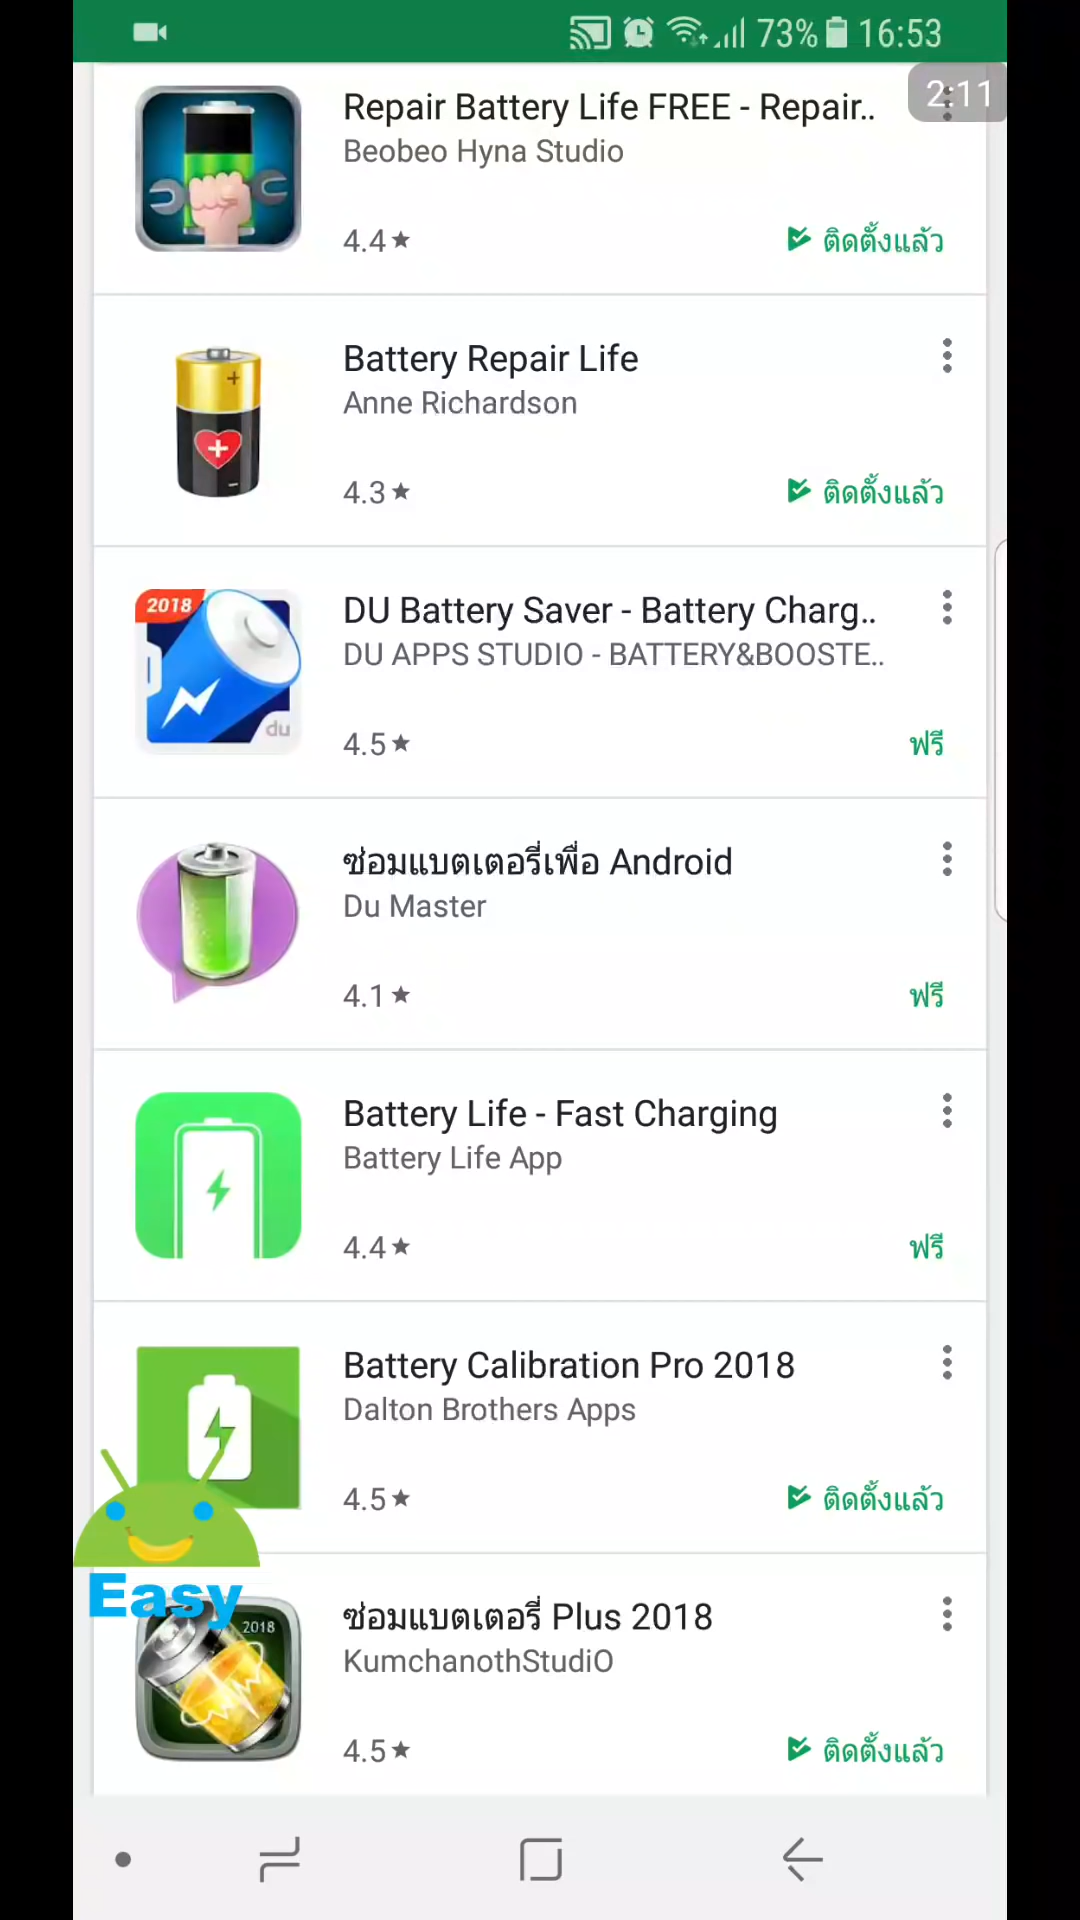 73% 16:53
2:11
Repair Battery Life FREE - Repair..
Beobeo Hyna Studio
4.4★
ติดตั้งแล้ว
Battery Repair Life
Anne Richardson
4.3★
ติดตั้งแล้ว
2018
du
DU Battery Saver - Battery Charg..
DU APPS STUDIO - BATTERY&BOOSTE..
4.5★
ฟรี
ซ่อมแบตเตอรี่เพื่อ Android
Du Master
4.1★
ฟรี
Battery Life - Fast Charging
Battery Life App
4.4★
ฟรี
Battery Calibration Pro 2018
Dalton Brothers Apps
4.5★
ติดตั้งแล้ว
Easy
2018
ซ่อมแบตเตอรี่ Plus 2018
KumchanothStudiO
4.5★
ติดตั้งแล้ว